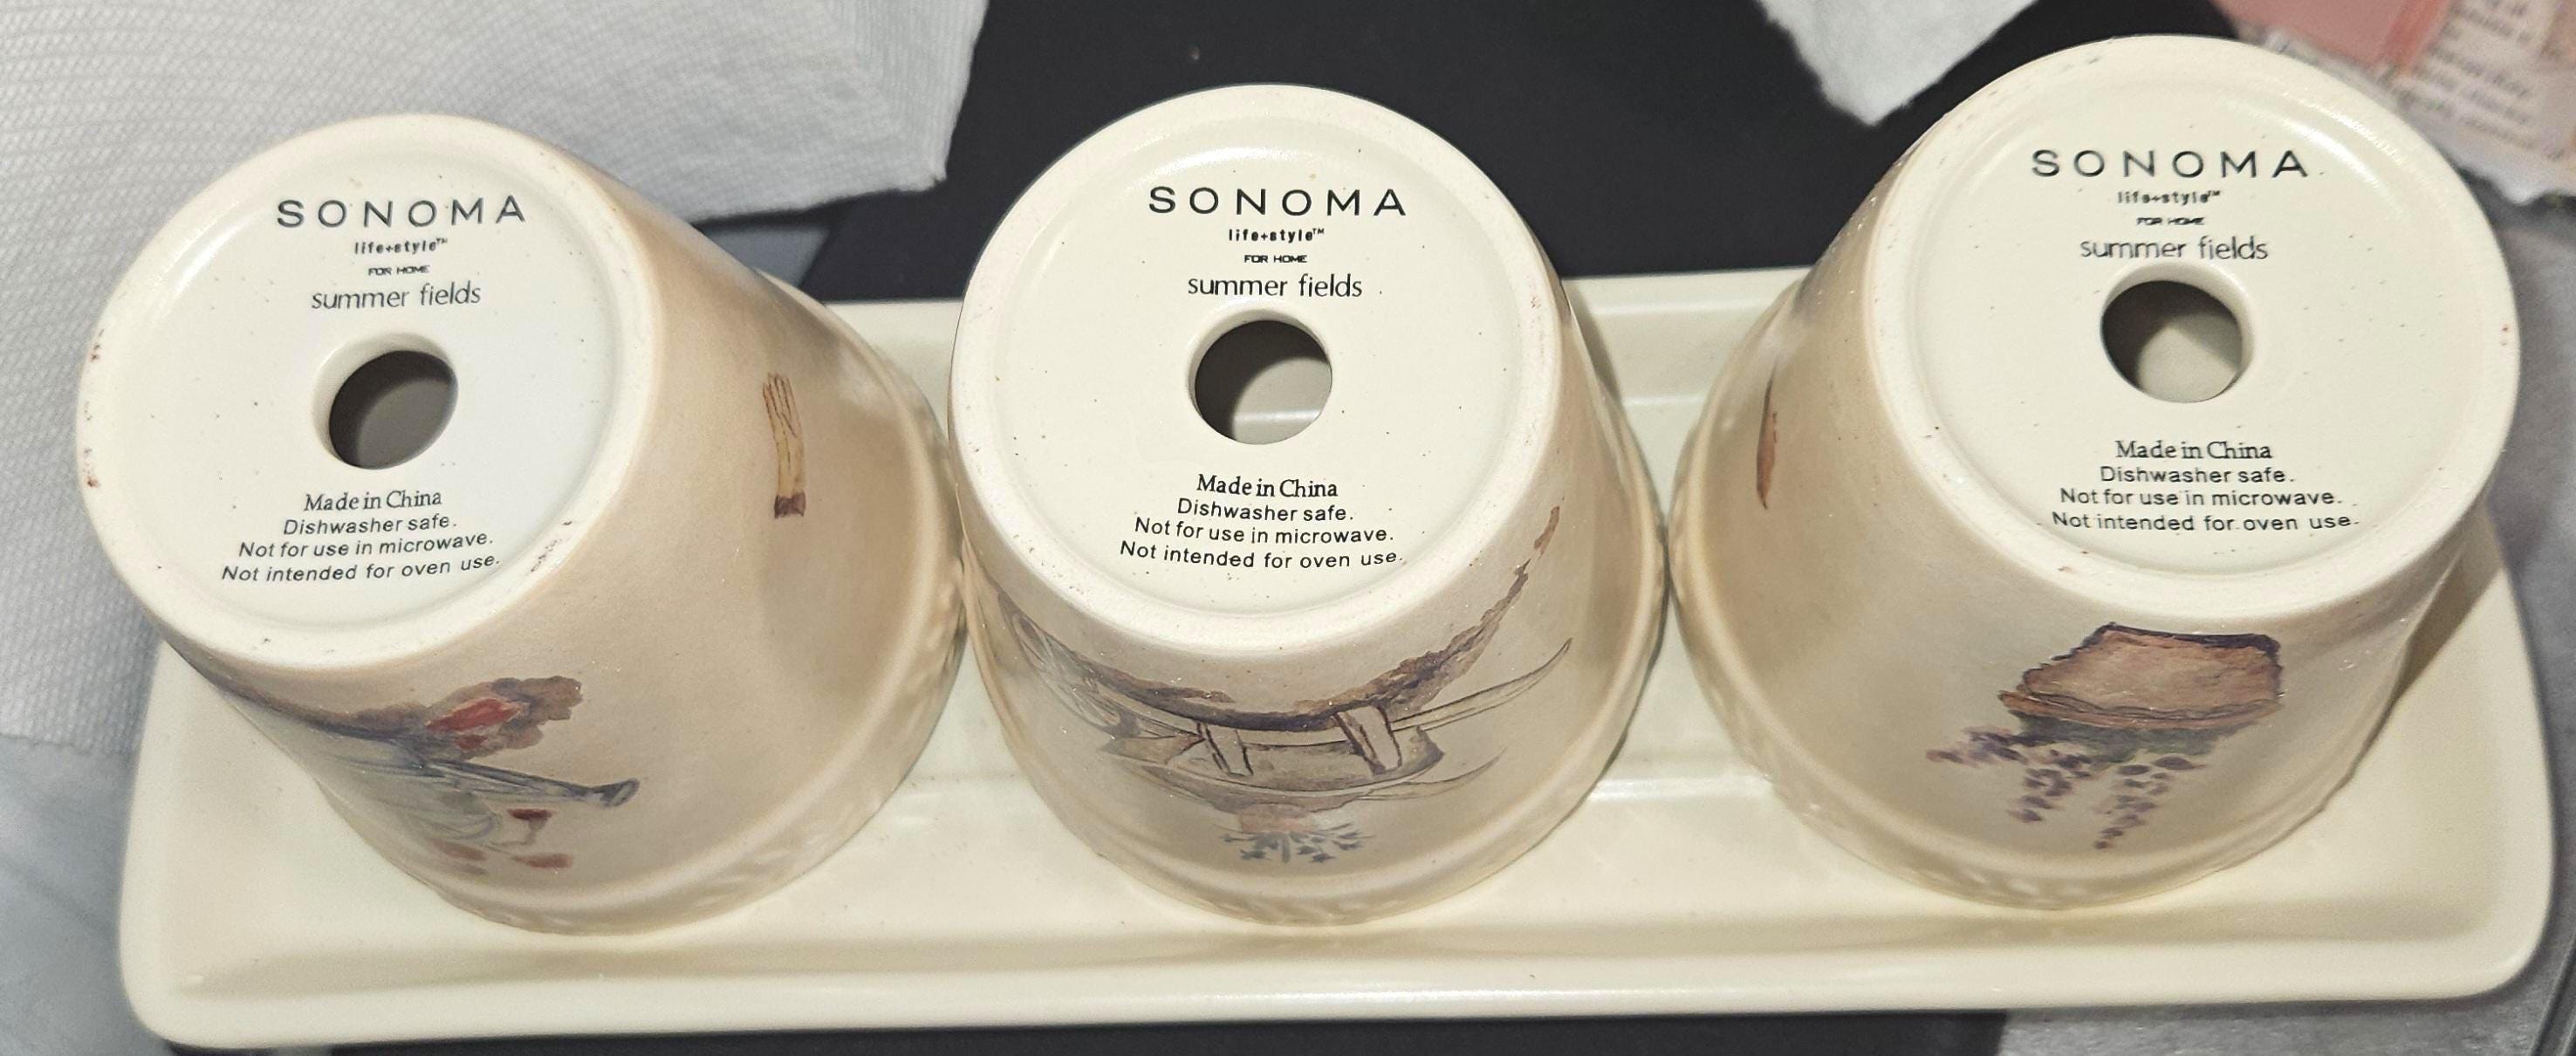 SONOMA
life+style™
FOR HOME
summer fields
Made in China
Dishwasher safe.
Not for use in microwave.
Not intended for oven use.
SONOMA
life+style™
FOR HOME
summer fields
Made in China
Dishwasher safe.
Not for use in microwave.
Not intended for oven use.
SONOMA
life+style™
FOR HOME
summer fields
Made in China
Dishwasher safe.
Not for use in microwave.
Not intended for oven use.